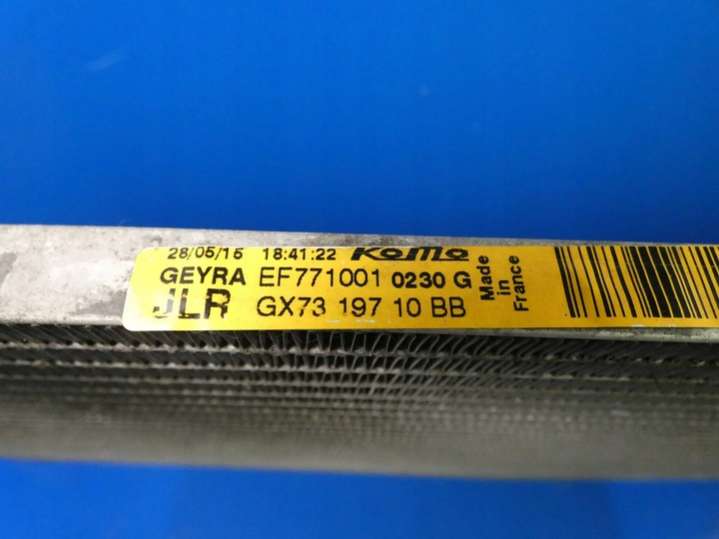 28/05/15 18:41:22 KoMo
GEYRA EF771001 0230 G
JLR GX73 197 10 BB
Made
in
France